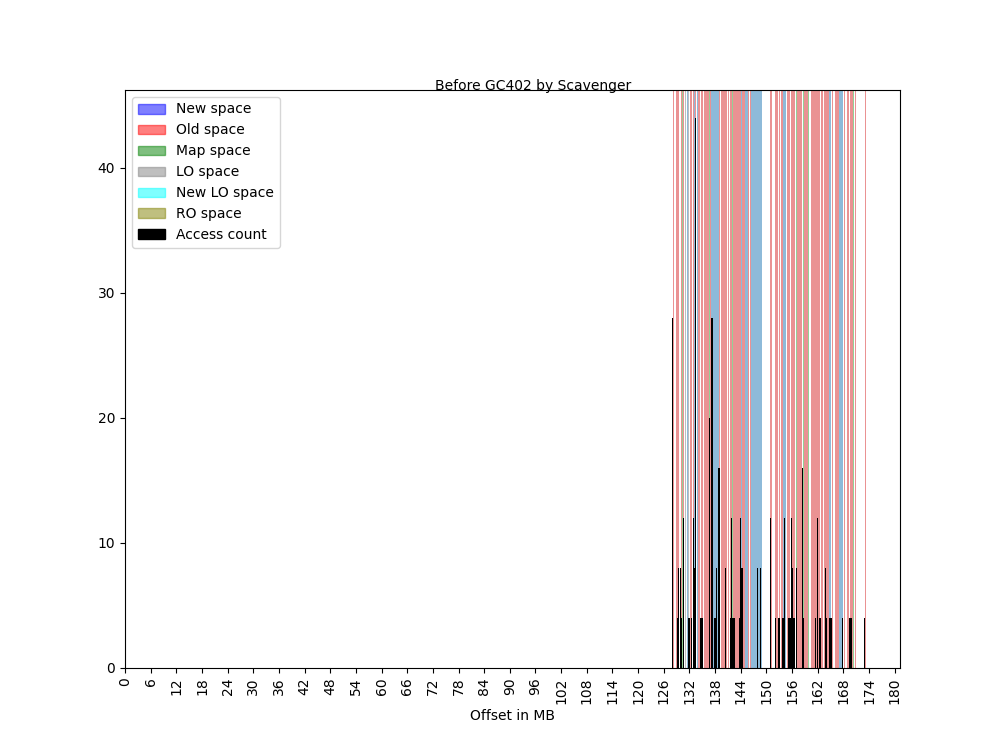 Before GC402 by Scavenger
New space
Old space
Map space
LO space
New LO space
RO space
Access count
40
30
20
10
0
0 6 12 18 24 30 36 42 48 54 60 66 72 78 84 90 96 102 108 114 120 126 132 138 144 150 156 162 168 174 180
Offset in MB